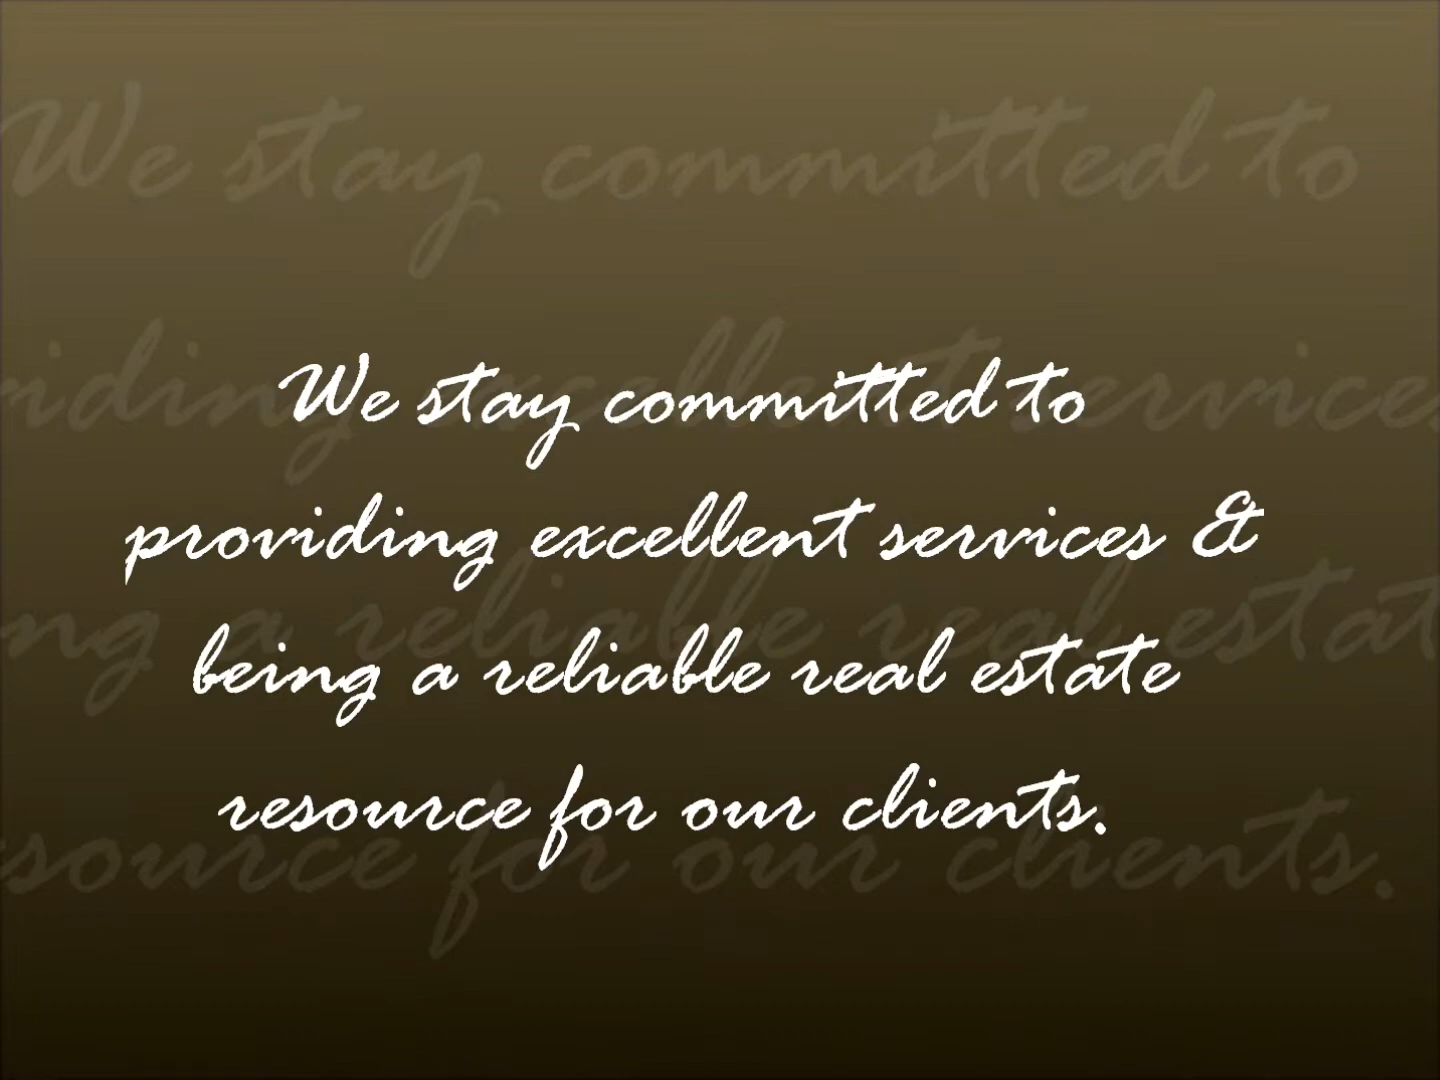 We stay committed to
providing excellent services &
being a reliable real estate
resource for our clients.